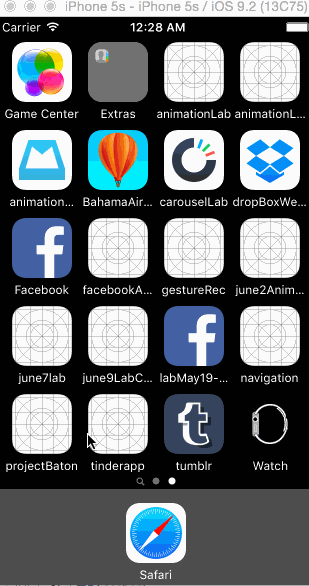 iPhone 5s - iPhone 5s / iOS 9.2 (13C75)
Carrier 12:28 AM
Game Center Extras animationLab animationL...
animation... BahamaAir... carouselLab dropBoxWe...
Facebook facebookA... gestureRec june2Anim...
june7lab june9LabC... labMay19-... navigation
projectBaton tinderapp tumblr Watch
Safari